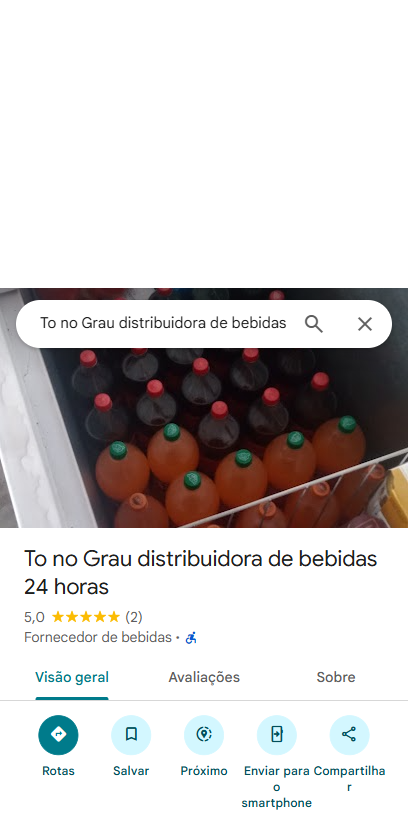 To no Grau distribuidora de bebidas
To no Grau distribuidora de bebidas
24 horas
5,0 ★★★★★ (2)
Fornecedor de bebidas ·
Visão geral
Avaliações
Sobre
Rotas
Salvar
Próximo
Enviar para
o
smartphone
Compartilha
r